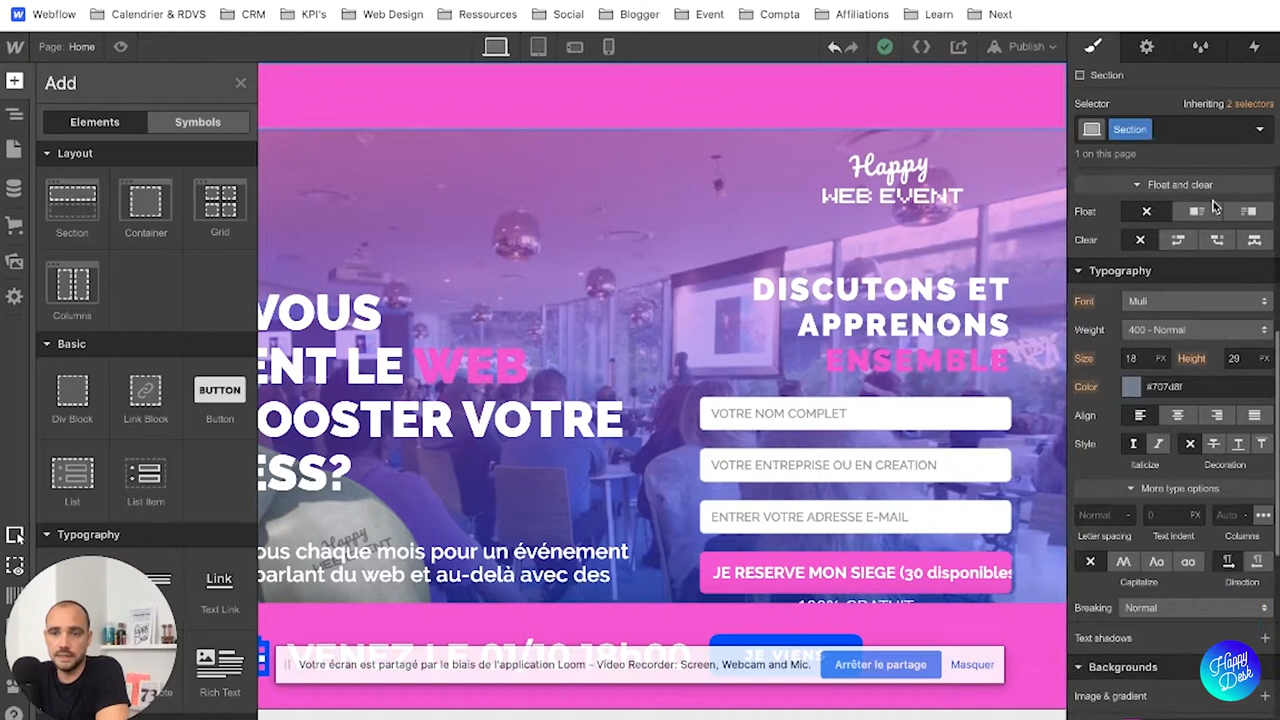 Webflow
Calendrier & RDVS
CRM
KPI's
Web Design
Ressources
Social
Blogger
Event
Compta
Affiliations
Learn
Next
Page: Home
Publish
Add
Elements
Symbols
Layout
Section
Container
Grid
Columns
Basic
Div Block
Link Block
BUTTON
Button
List
List Item
Typography
Link
Text Link
Rich Text
73
Happy
WEB EVENT
VOUS
ENT LE WEB
OOSTER VOTRE
ESS?
ous chaque mois pour un événement
parlant du web et au-delà avec des
Happy
WEB EVENT
DISCUTONS ET
APPRENONS
ENSEMBLE
VOTRE NOM COMPLET
VOTRE ENTREPRISE OU EN CREATION
ENTRER VOTRE ADRESSE E-MAIL
JE RESERVE MON SIEGE (30 disponibles
100% GRATUIT
VENEZ LE 01/10 18h00
JE VIENS
Votre écran est partagé par le biais de l'application Loom – Video Recorder: Screen, Webcam and Mic.
Arrêter le partage
Masquer
Section
Selector
Inheriting 2 selectors
Section
1 on this page
Float and clear
Float
Clear
Typography
Font
Muli
Weight
400 - Normal
Size
18 PX
Height
29 PX
Color
#707d8f
Align
Style
Italicize
Decoration
More type options
Normal
0 PX
Auto
Letter spacing
Text indent
Columns
Capitalize
Direction
Breaking
Normal
Text shadows
Backgrounds
Image & gradient
Happy
Desk